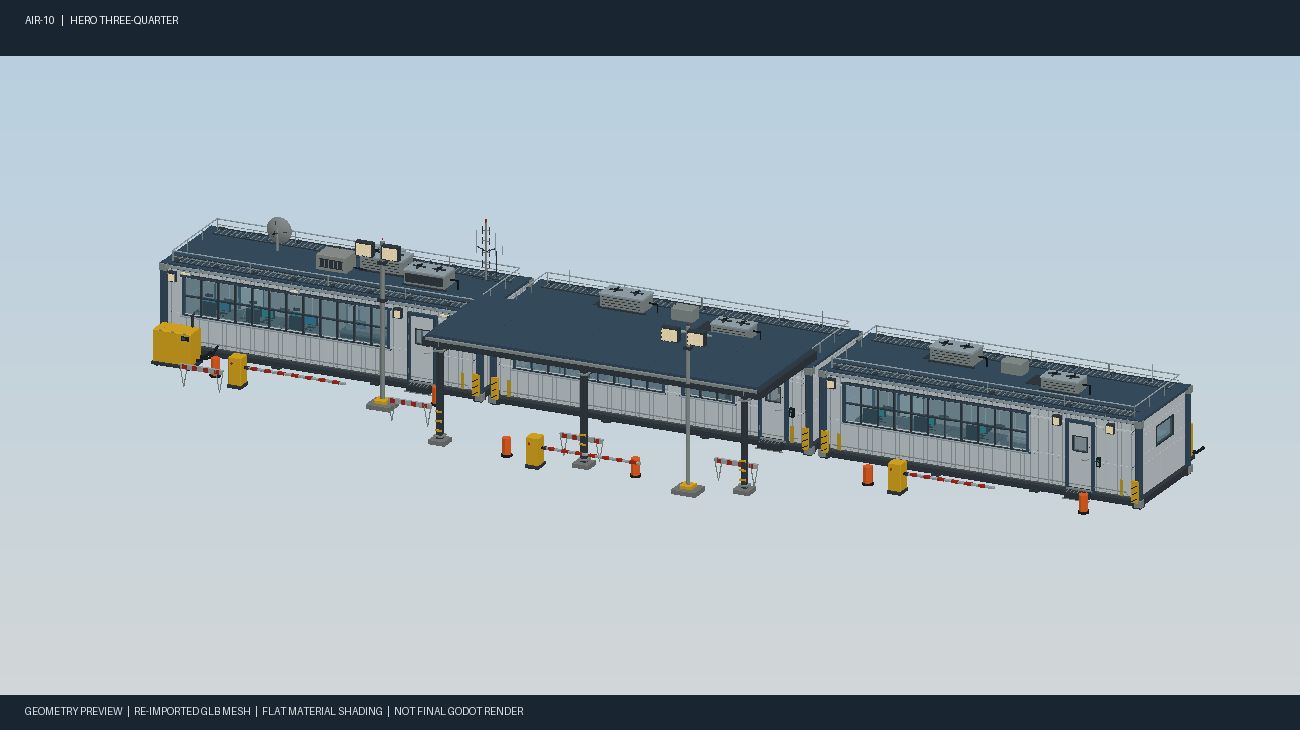 AIR-10 | HERO THREE-QUARTER
GEOMETRY PREVIEW | RE-IMPORTED GLB MESH | FLAT MATERIAL SHADING | NOT FINAL GODOT RENDER